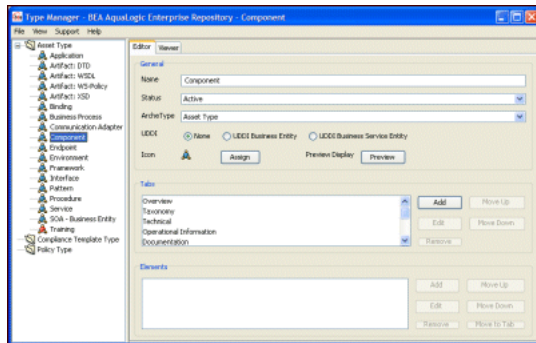 Type Manager - BEA AquaLogic Enterprise Repository - Component
File View Support Help
Asset Type
Application
Artifact: DTD
Artifact: WSDL
Artifact: WS-Policy
Artifact: XSD
Binding
Business Process
Communication Adapter
Component
Endpoint
Environment
Framework
Interface
Pattern
Procedure
Service
SOA - Business Entity
Training
Compliance Template Type
Policy Type
Editor Viewer
General
Name Component
Status Active
ArcheType Asset Type
UDDI None UDDI Business Entity UDDI Business Service Entity
Icon Assign Preview Display Preview
Tabs
Overview
Taxonomy
Technical
Operational Information
Documentation
Add Move Up
Edit Move Down
Remove
Elements
Add Move Up
Edit Move Down
Remove Move to Tab